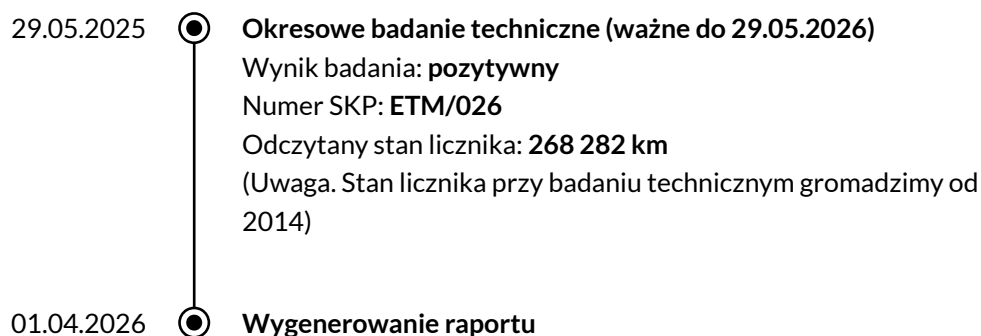 29.05.2025 Okresowe badanie techniczne (ważne do 29.05.2026)
Wynik badania: pozytywny
Numer SKP: ETM/026
Odczytany stan licznika: 268 282 km
(Uwaga. Stan licznika przy badaniu technicznym gromadzimy od
2014)
01.04.2026 Wygenerowanie raportu